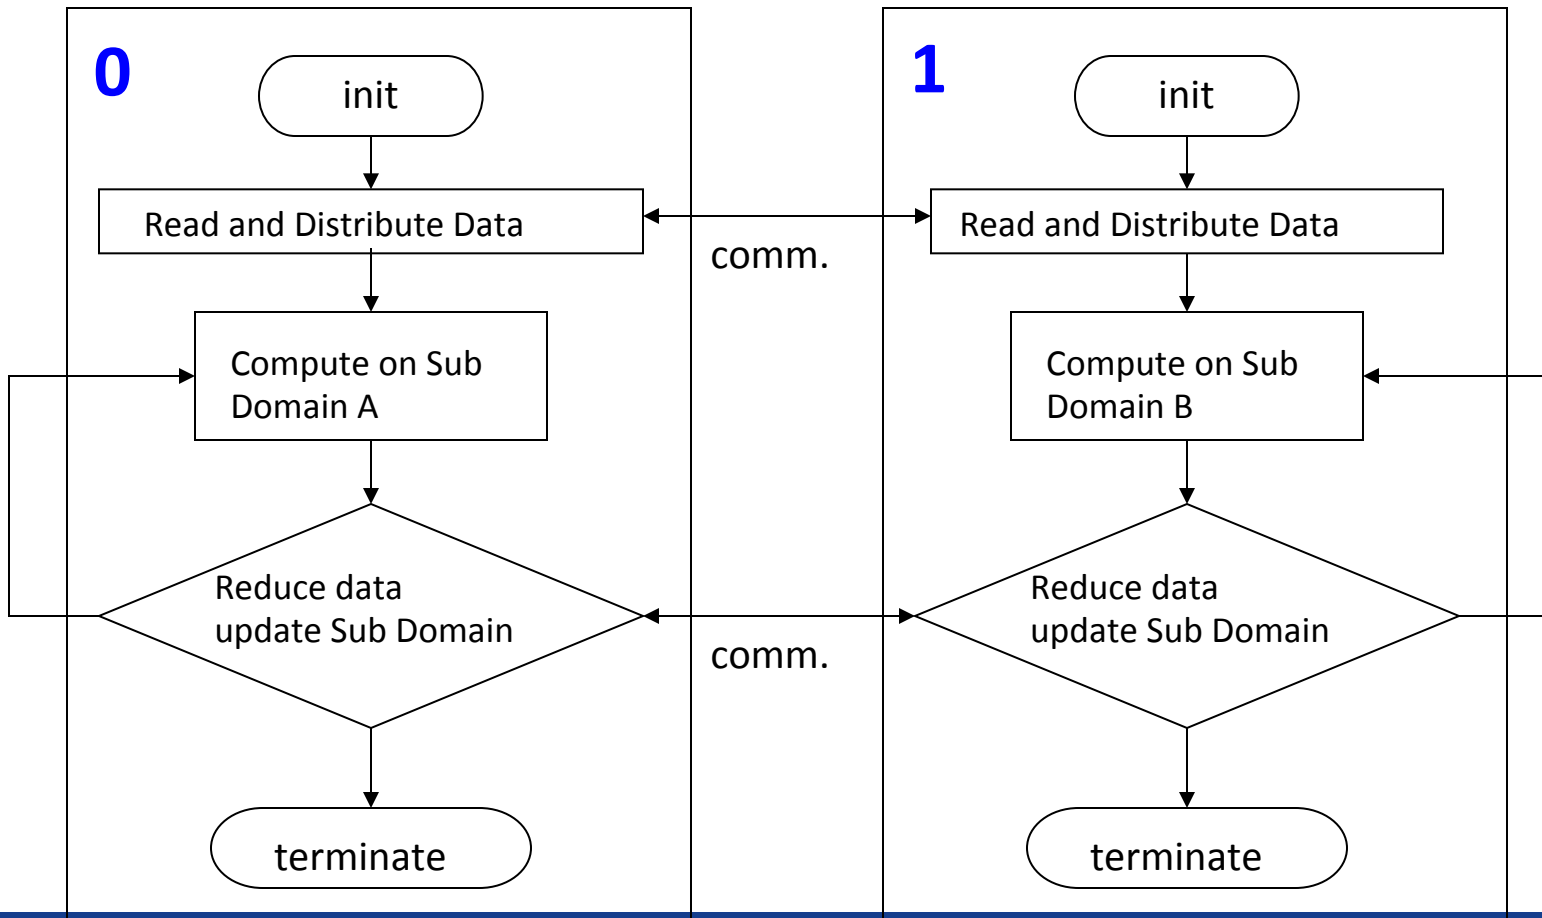 0
init
Read and Distribute Data
Compute on Sub
Domain A
Reduce data
update Sub Domain
terminate
comm.
comm.
1
init
Read and Distribute Data
Compute on Sub
Domain B
Reduce data
update Sub Domain
terminate